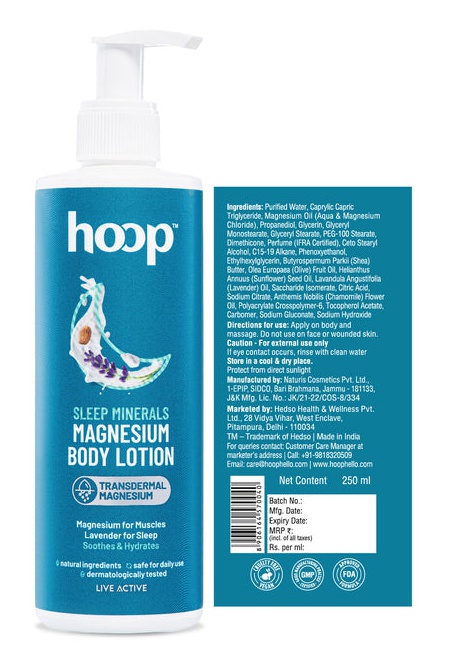 hoop™
SLEEP MINERALS
MAGNESIUM
BODY LOTION
TRANSDERMAL
MAGNESIUM
Magnesium for Muscles
Lavender for Sleep
Soothes & Hydrates
natural ingredients safe for daily use
dermatologically tested
LIVE ACTIVE
Ingredients: Purified Water, Caprylic Capric
Triglyceride, Magnesium Oil (Aqua & Magnesium
Chloride), Propanediol, Glycerin, Glyceryl
Monostearate, Glyceryl Stearate, PEG-100 Stearate,
Dimethicone, Perfume (IFRA Certified), Ceto Stearyl
Alcohol, C15-19 Alkane, Phenoxyethanol,
Ethylhexylglycerin, Butyrospermum Parkii (Shea)
Butter, Olea Europaea (Olive) Fruit Oil, Helianthus
Annuus (Sunflower) Seed Oil, Lavandula Angustifolia
(Lavender) Oil, Saccharide Isomerate, Citric Acid,
Sodium Citrate, Anthemis Nobilis (Chamomile) Flower
Oil, Polyacrylate Crosspolymer-6, Tocopherol Acetate,
Carbomer, Sodium Gluconate, Sodium Hydroxide
Directions for use: Apply on body and
massage. Do not use on face or wounded skin.
Caution - For external use only
If eye contact occurs, rinse with clean water
Store in a cool & dry place.
Protect from direct sunlight
Manufactured by: Naturis Cosmetics Pvt. Ltd.,
1-EPIP, SIDCO, Bari Brahmana, Jammu - 181133,
J&K Mfg. Lic. No.: JK/21-22/COS-8/334
Marketed by: Hedso Health & Wellness Pvt.
Ltd., 28 Vidya Vihar, West Enclave,
Pitampura, Delhi - 110034
TM – Trademark of Hedso | Made in India
For queries contact: Customer Care Manager at
marketer's address | Call: +91-9818320509
Email: care@hoophello.com | www.hoophello.com
Net Content 250 ml
8 906164 570040
Batch No.:
Mfg. Date:
Expiry Date:
MRP ₹:
(incl. of all taxes)
Rs. per ml:
CRUELTY FREE
VEGAN
GMP
APPROVED
FDA